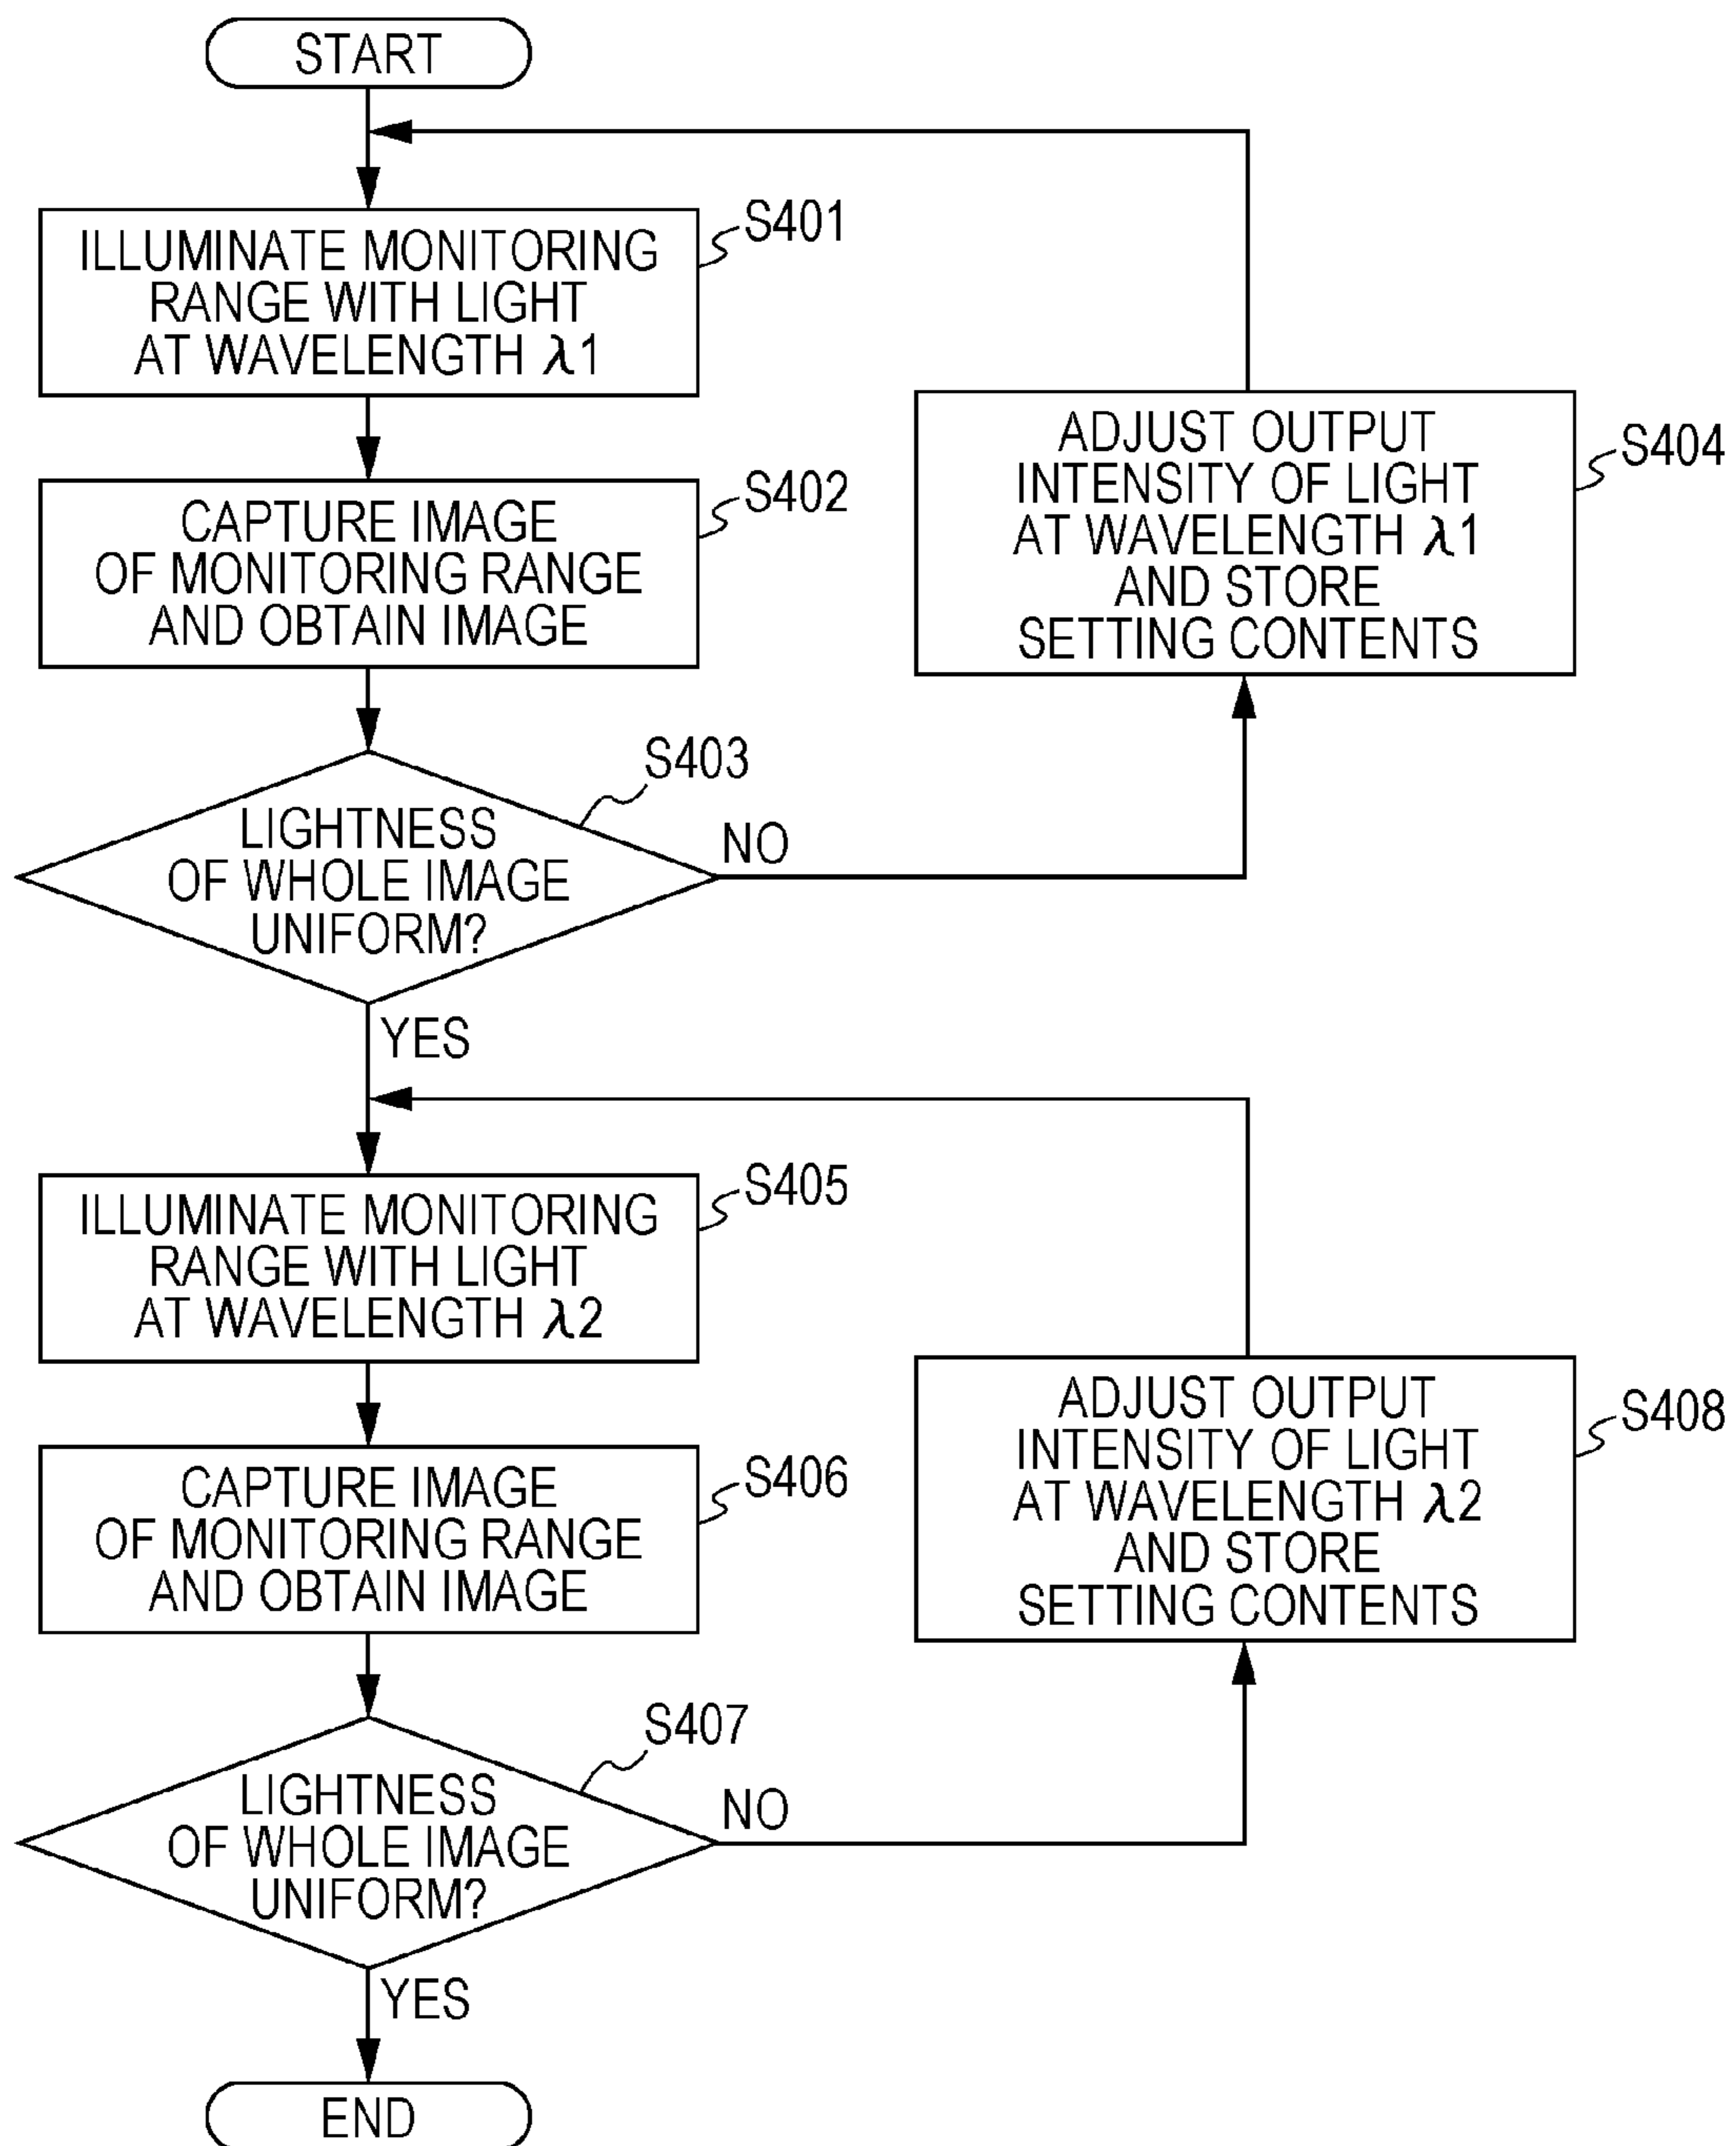 START
ILLUMINATE MONITORING
RANGE WITH LIGHT
AT WAVELENGTH λ1
S401
CAPTURE IMAGE
OF MONITORING RANGE
AND OBTAIN IMAGE
S402
ADJUST OUTPUT
INTENSITY OF LIGHT
AT WAVELENGTH λ1
AND STORE
SETTING CONTENTS
S404
S403
LIGHTNESS
OF WHOLE IMAGE
UNIFORM?
NO
YES
ILLUMINATE MONITORING
RANGE WITH LIGHT
AT WAVELENGTH λ2
S405
CAPTURE IMAGE
OF MONITORING RANGE
AND OBTAIN IMAGE
S406
ADJUST OUTPUT
INTENSITY OF LIGHT
AT WAVELENGTH λ2
AND STORE
SETTING CONTENTS
S408
S407
LIGHTNESS
OF WHOLE IMAGE
UNIFORM?
NO
YES
END